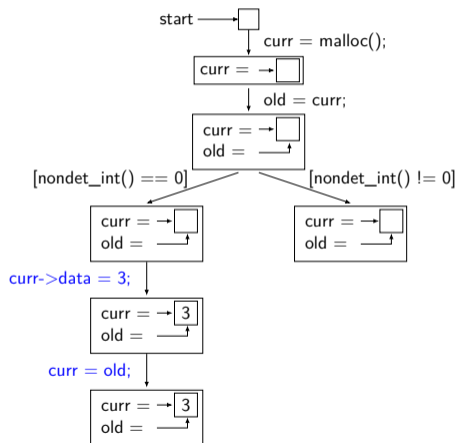 start
curr = malloc();
curr =
old = curr;
curr =
old =
[nondet_int() == 0]
[nondet_int() != 0]
curr =
old =
curr =
old =
curr->data = 3;
curr = 3
old =
curr = old;
curr = 3
old =